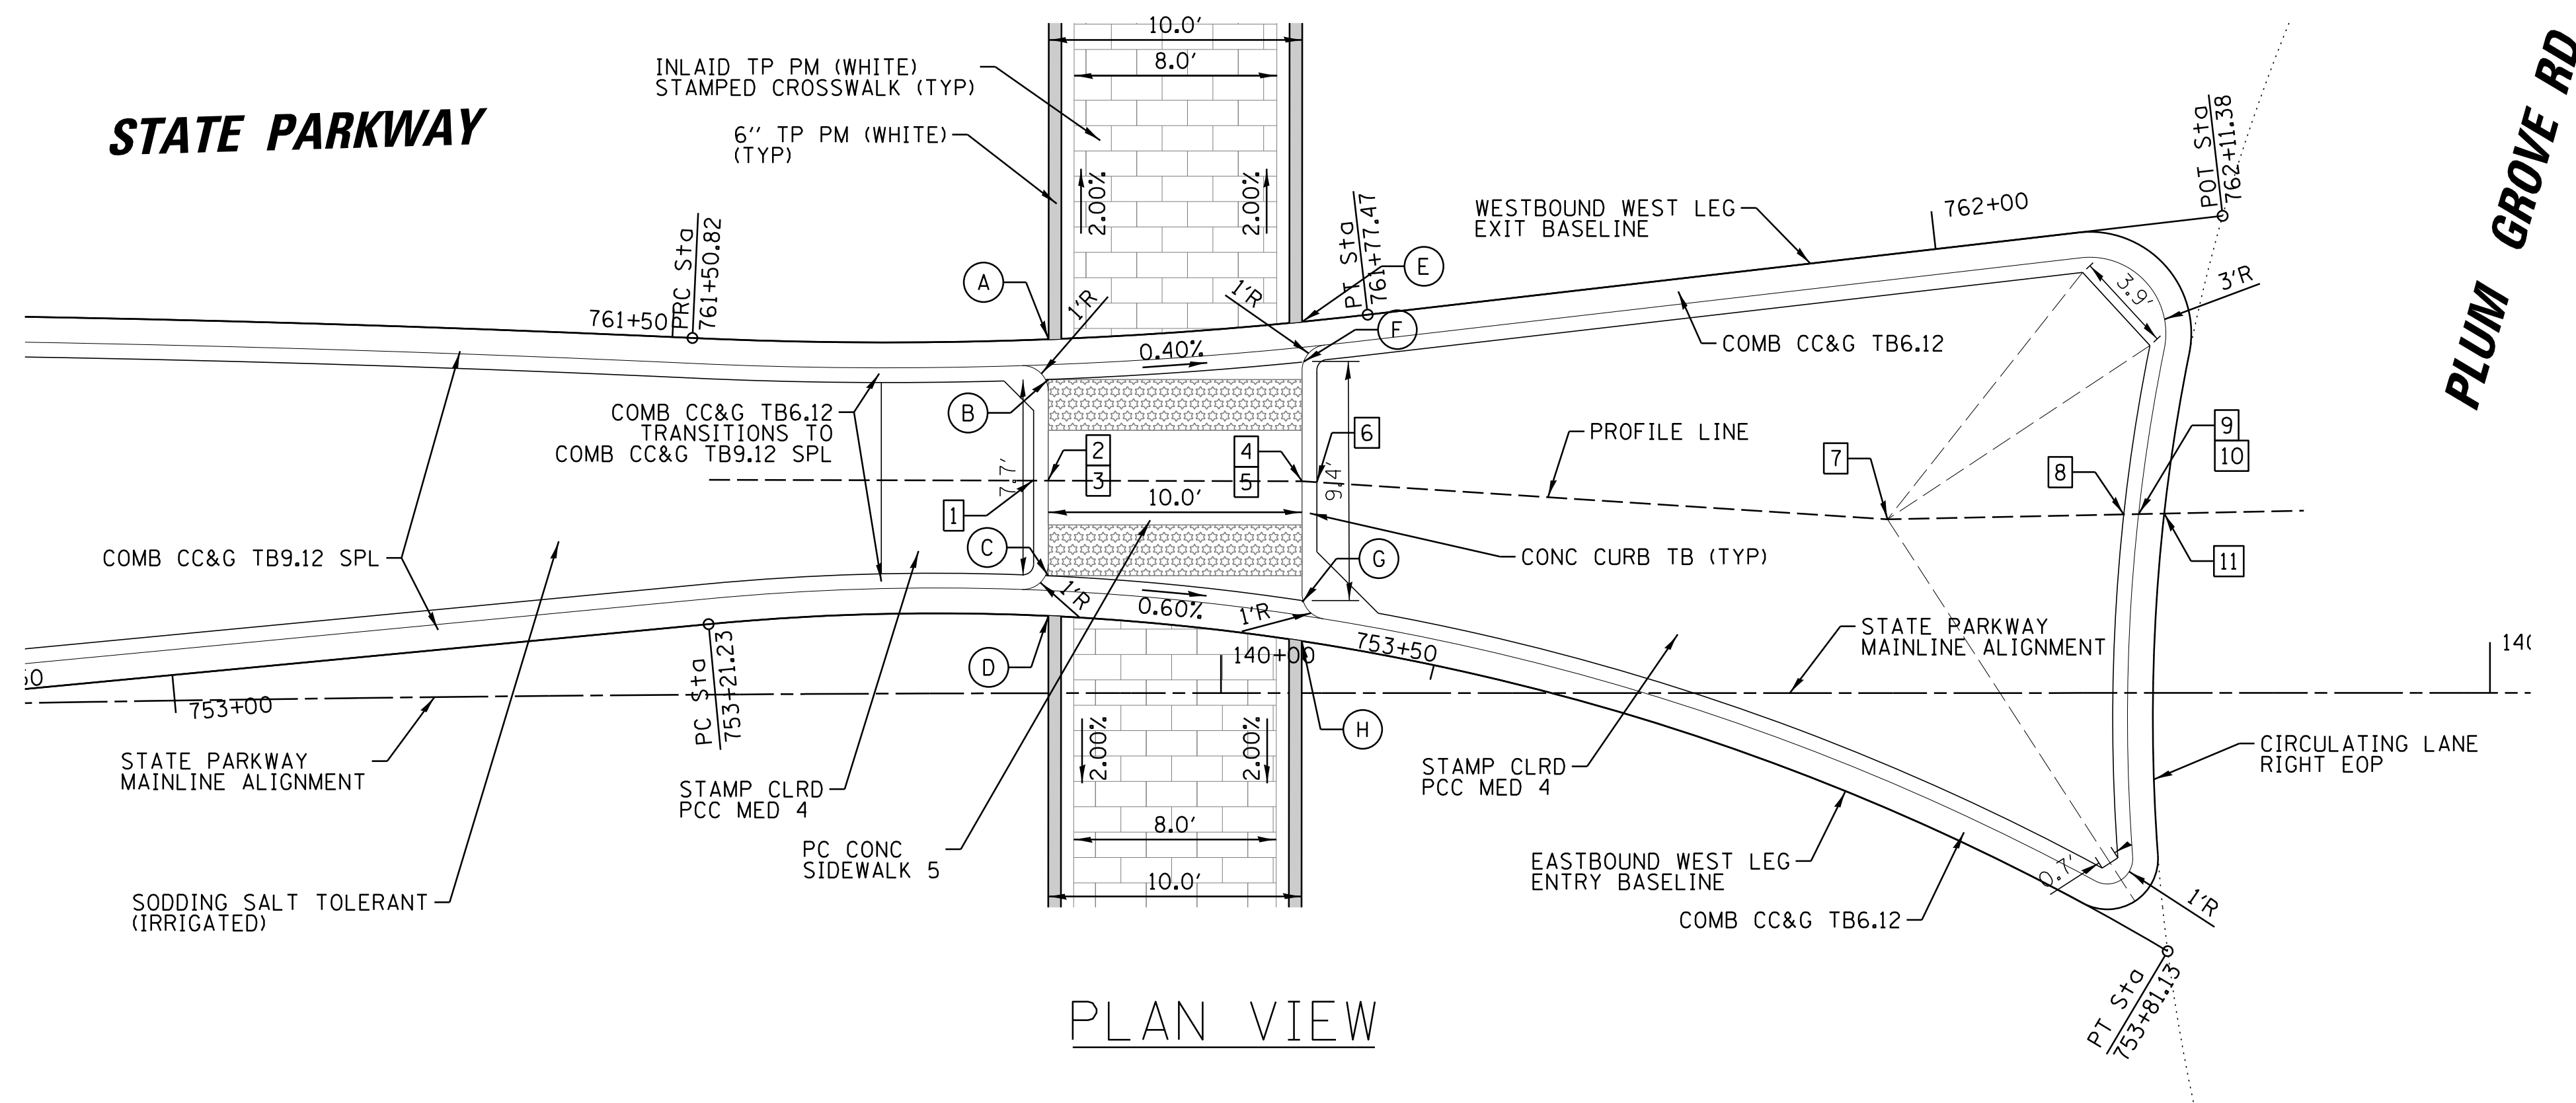 10.0'
8.0'
INLAID TP PM (WHITE)
STAMPED CROSSWALK (TYP)
6'' TP PM (WHITE)
(TYP)
STATE PARKWAY
PLUM GROVE RD
2.00%
2.00%
PRC Sta
761+50.82
761+50
PT Sta
761+77.47
WESTBOUND WEST LEG
EXIT BASELINE
762+00
POT Sta
762+11.38
A
E
1'R
1'R
F
3'R
3.9'
0.40%
COMB CC&G TB6.12
COMB CC&G TB6.12
TRANSITIONS TO
COMB CC&G TB9.12 SPL
B
2
3
4
5
6
PROFILE LINE
7
8
9
10
7.7'
9.4'
10.0'
1
C
G
COMB CC&G TB9.12 SPL
CONC CURB TB (TYP)
11
1'R
0.60%
1'R
D
H
140+00
753+50
STATE PARKWAY
MAINLINE ALIGNMENT
50
753+00
PC Sta
753+21.23
STATE PARKWAY
MAINLINE ALIGNMENT
2.00%
2.00%
STAMP CLRD
PCC MED 4
STAMP CLRD
PCC MED 4
CIRCULATING LANE
RIGHT EOP
8.0'
PC CONC
SIDEWALK 5
EASTBOUND WEST LEG
ENTRY BASELINE
0.7'
1'R
10.0'
SODDING SALT TOLERANT
(IRRIGATED)
COMB CC&G TB6.12
PT Sta
753+81.13
PLAN VIEW